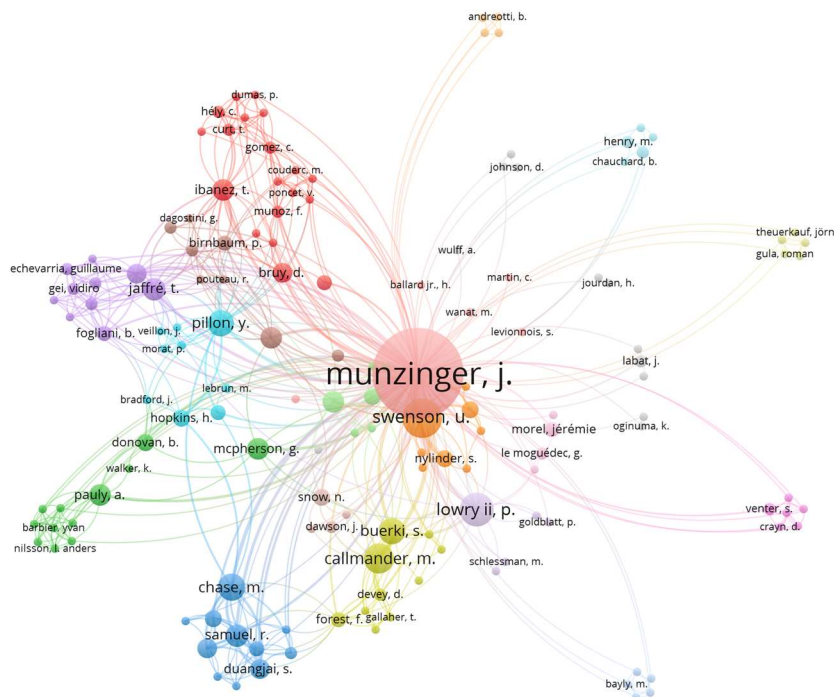 andreotti, b.
dumas, p.
hély, c.
curt, t.
henry, m.
gomez, c.
chauchard, b.
johnson, d.
couderc, m.
ibanez, t.
poncet, v.
munoz, f.
dagostini, g.
theuerkauf, jörn
birnbaum, p.
wulff, a.
gula, roman
echevarria, guillaume
bruy, d.
pouteau, r.
martin, c.
jourdan, h.
gei, vidiro
jaffré, t.
ballard jr., h.
wanat, m.
pillon, y.
fogliani, b.
veillon, j.
levionnois, s.
morat, p.
labat, j.
munzinger, j.
lebrun, m.
bradford, j.
hopkins, h.
swenson, u.
oginuma, k.
morel, jérémie
donovan, b.
mcpherson, g.
le moguédec, g.
nylinder, s.
walker, k.
pauly, a.
snow, n.
lowry ii, p.
venter, s.
goldblatt, p.
barbier, yvan
dawson, j.
buerki, s.
crayn, d.
nilsson, l. anders
callmander, m.
schlessman, m.
chase, m.
devey, d.
gallaher, t.
forest, f.
samuel, r.
duangjai, s.
bayly, m.